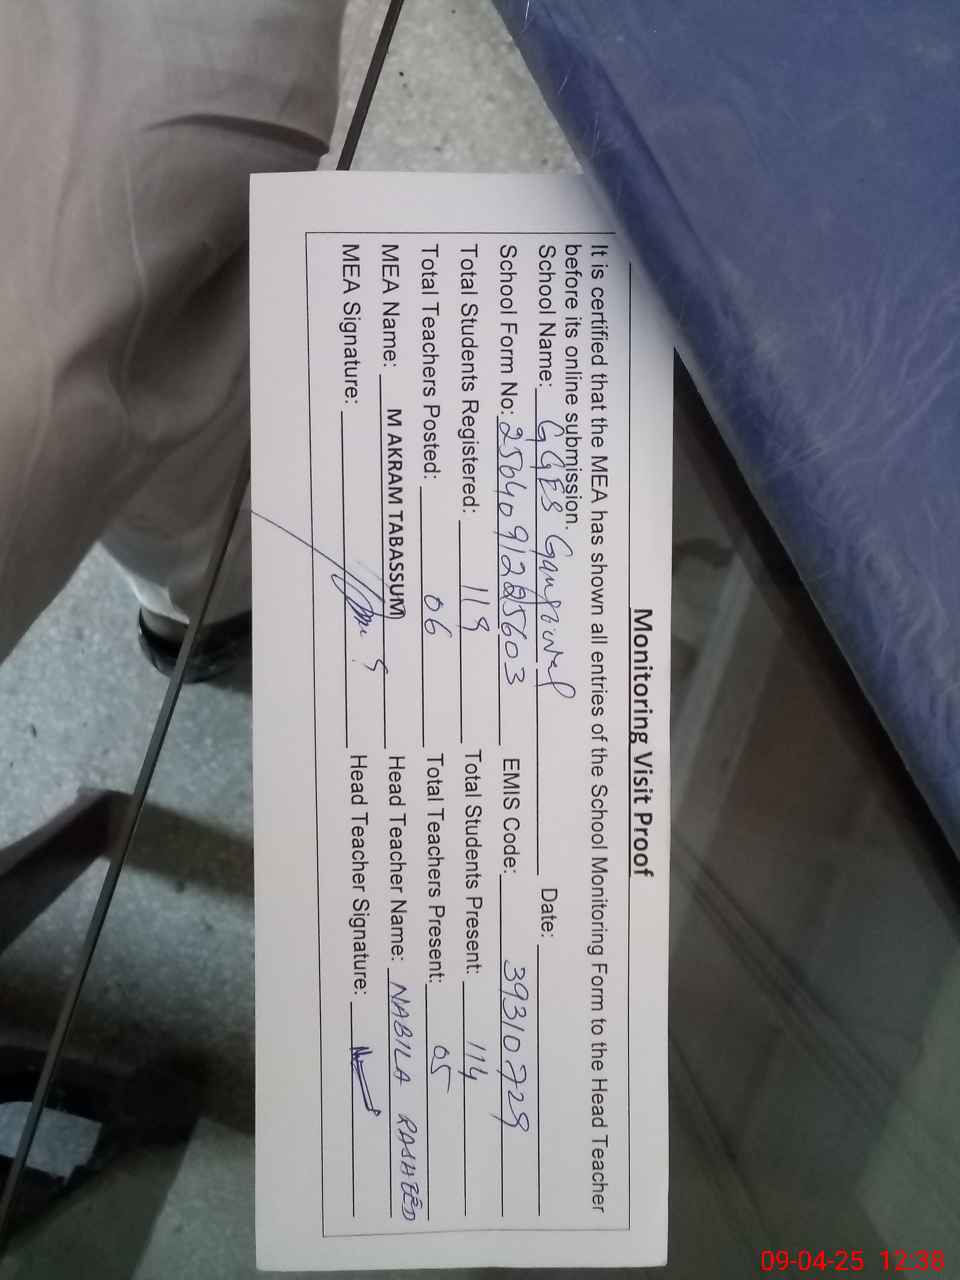 Monitoring Visit Proof
It is certified that the MEA has shown all entries of the School Monitoring Form to the Head Teacher
before its online submission.
School Name: GGES Date:
School Form No: EMIS Code: 39310729
Total Students Registered: 119 Total Students Present: 114
Total Teachers Posted: 06 Total Teachers Present: 05
MEA Name: M AKRAM TABASSUM Head Teacher Name: NABILA RASHEED
MEA Signature: Head Teacher Signature:
09-04-25 12:38